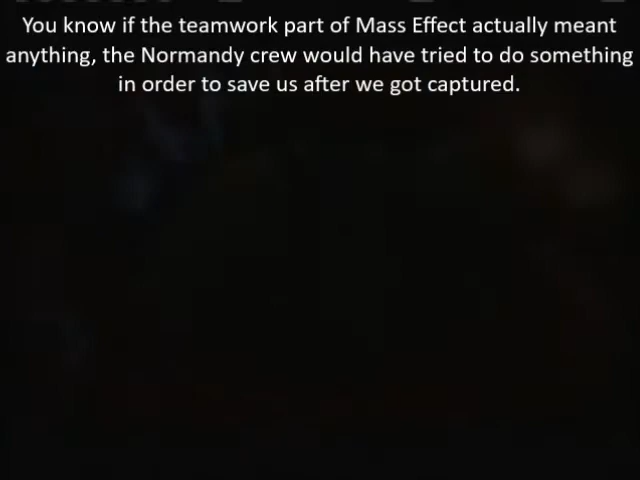 You know if the teamwork part of Mass Effect actually meant
anything, the Normandy crew would have tried to do something
in order to save us after we got captured.